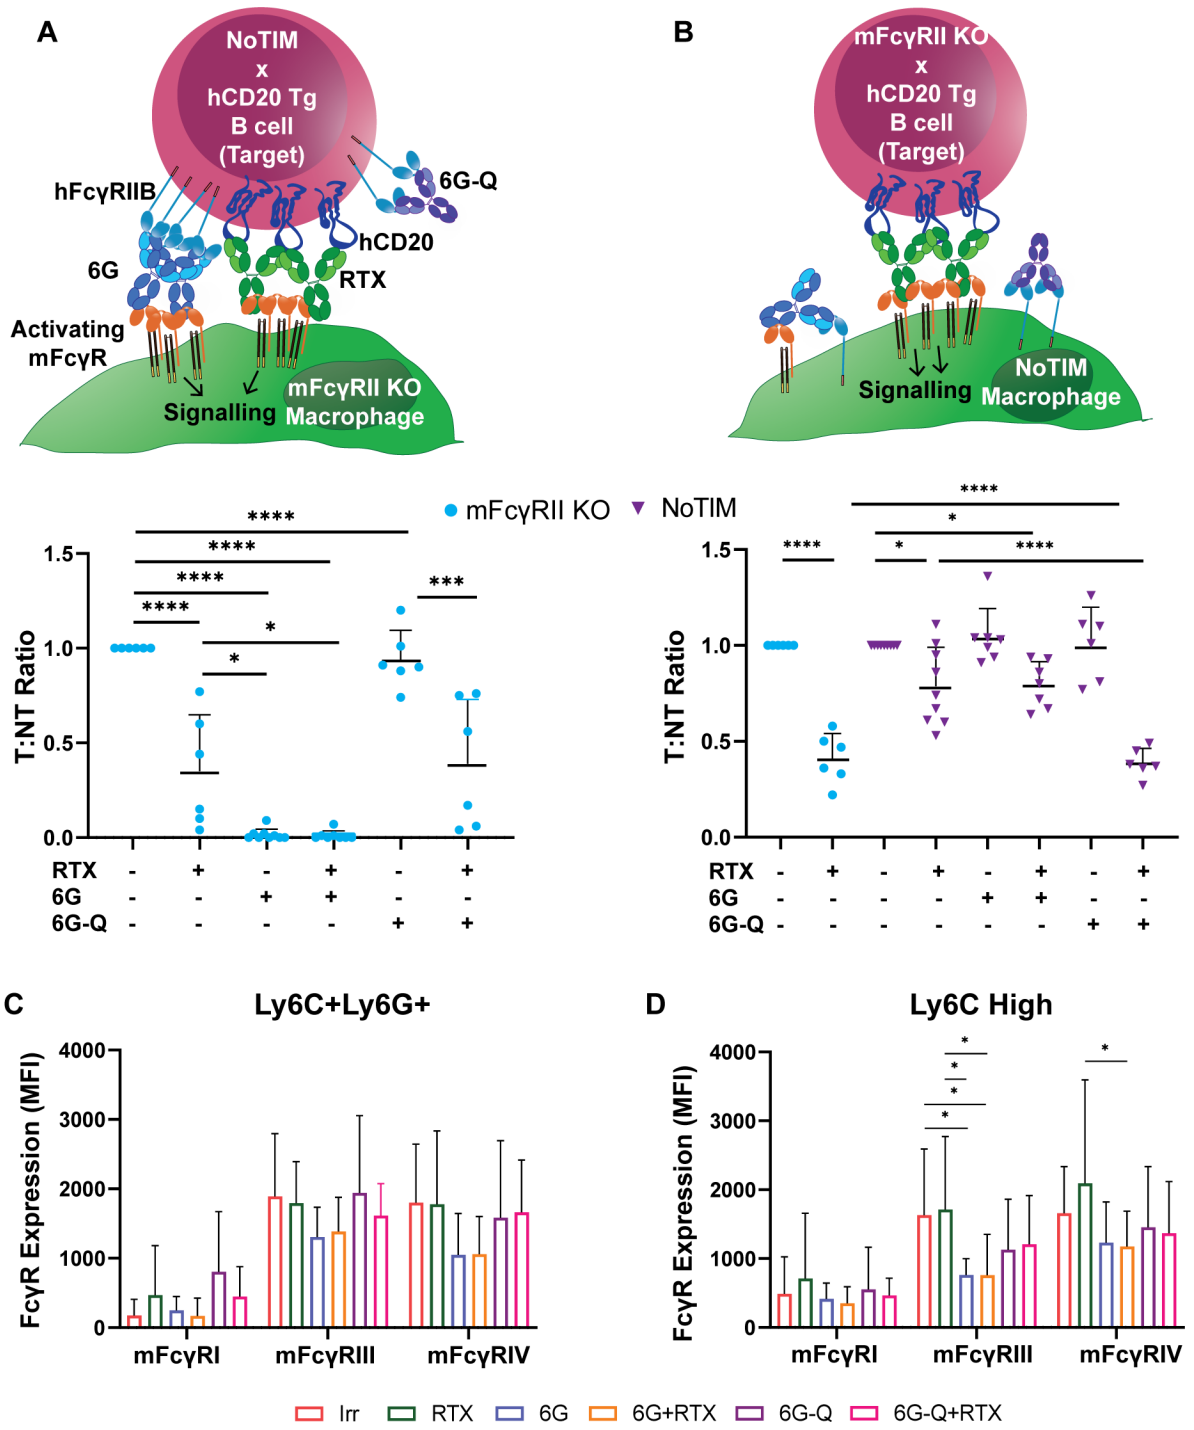 A
NoTIM
x
hCD20 Tg
B cell
(Target)
hFcγRIIB
6G-Q
hCD20
6G
RTX
Activating
mFcγR
Signalling
mFcγRII KO
Macrophage
B
mFcγRII KO
x
hCD20 Tg
B cell
(Target)
Signalling
NoTIM
Macrophage
mFcγRII KO
NoTIM
****
****
****
****
*
*
***
T:NT Ratio
1.5
1.0
0.5
0.0
RTX - + - + - +
6G - - + + - -
6G-Q - - - - + +
****
*
****
*
****
T:NT Ratio
1.5
1.0
0.5
0.0
RTX - + - + - + - +
6G - - - - + + - -
6G-Q - - - - - - + +
C
Ly6C+Ly6G+
FcγR Expression (MFI)
4000
3000
2000
1000
0
mFcγRI mFcγRIII mFcγRIV
D
Ly6C High
FcγR Expression (MFI)
4000
3000
2000
1000
0
*
*
*
*
*
mFcγRI mFcγRIII mFcγRIV
Irr RTX 6G 6G+RTX 6G-Q 6G-Q+RTX